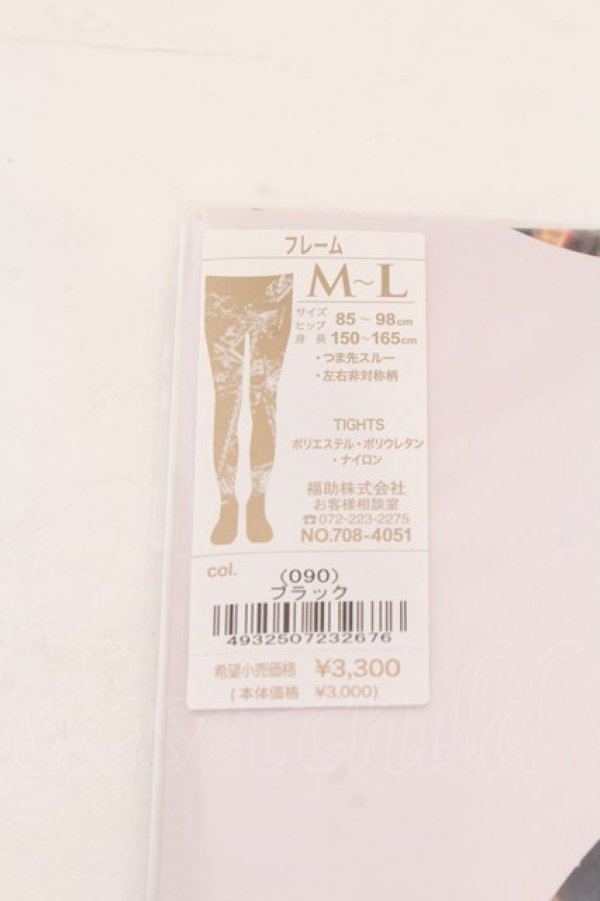 フレーム
M~L
サイズ
ヒップ 85 ~ 98cm
身 長 150~165cm
・つま先スルー
・左右非対称柄
TIGHTS
ポリエステル・ポリウレタン
・ナイロン
福助株式会社
お客様相談室
☎072-223-2275
NO.708-4051
col.
(090)
ブラック
4932507232676
希望小売価格 ¥3,300
(本体価格 ¥3,000)
closet child